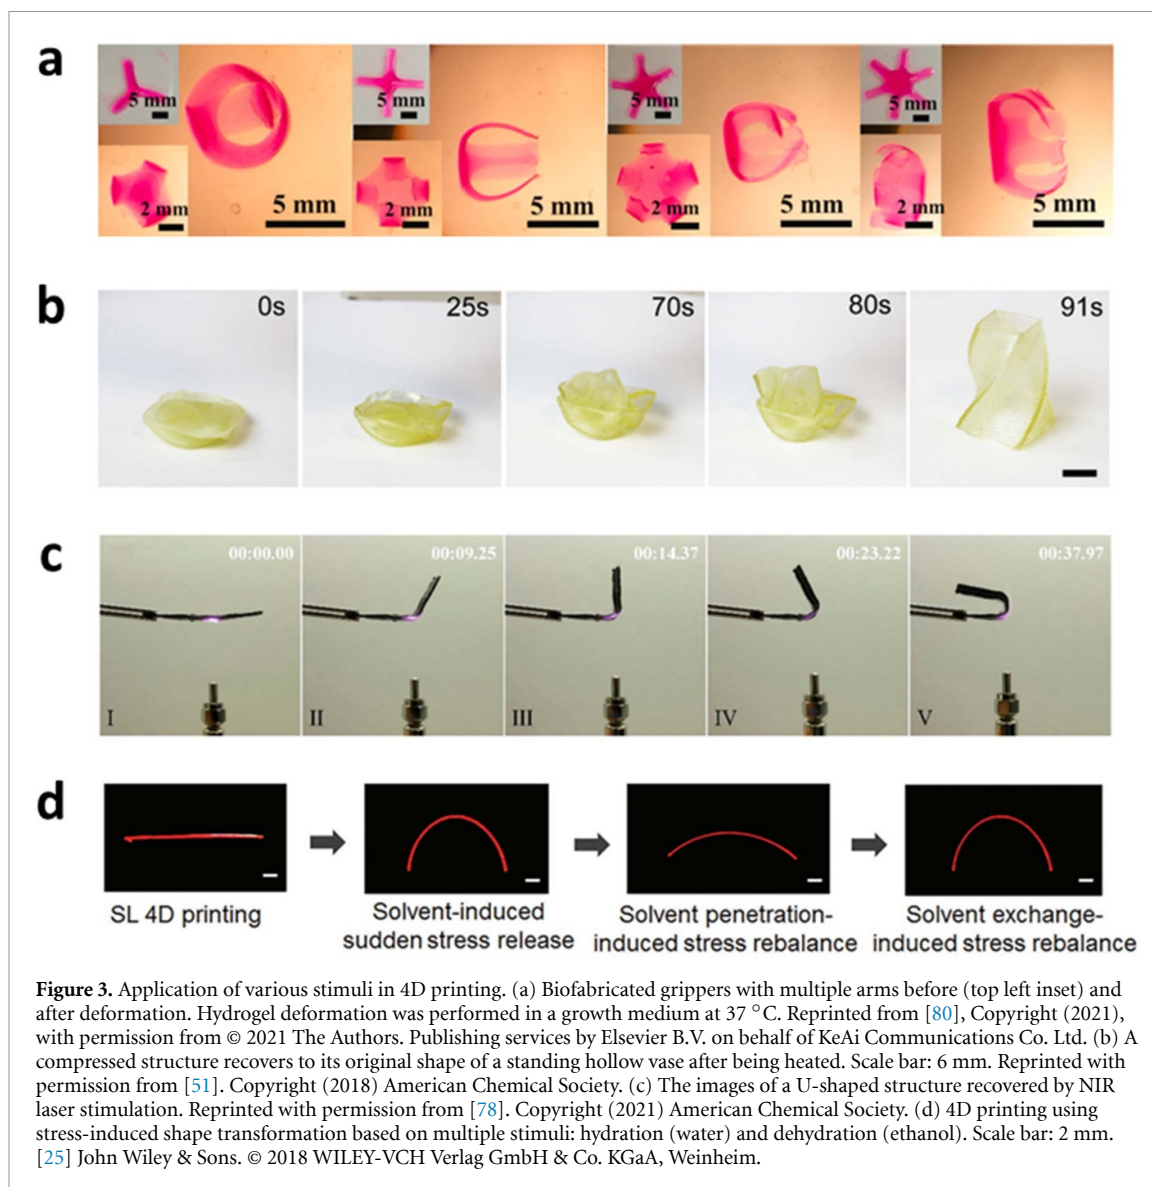 a
5 mm
2 mm
5 mm
5 mm
2 mm
5 mm
5 mm
2 mm
5 mm
5 mm
2 mm
5 mm
b
0s
25s
70s
80s
91s
c
00:00.00
00:09.25
00:14.37
00:23.22
00:37.97
I
II
III
IV
V
d
SL 4D printing
Solvent-induced
sudden stress release
Solvent penetration-
induced stress rebalance
Solvent exchange-
induced stress rebalance
Figure 3. Application of various stimuli in 4D printing. (a) Biofabricated grippers with multiple arms before (top left inset) and
after deformation. Hydrogel deformation was performed in a growth medium at 37 °C. Reprinted from [80], Copyright (2021),
with permission from © 2021 The Authors. Publishing services by Elsevier B.V. on behalf of KeAi Communications Co. Ltd. (b) A
compressed structure recovers to its original shape of a standing hollow vase after being heated. Scale bar: 6 mm. Reprinted with
permission from [51]. Copyright (2018) American Chemical Society. (c) The images of a U-shaped structure recovered by NIR
laser stimulation. Reprinted with permission from [78]. Copyright (2021) American Chemical Society. (d) 4D printing using
stress-induced shape transformation based on multiple stimuli: hydration (water) and dehydration (ethanol). Scale bar: 2 mm.
[25] John Wiley & Sons. © 2018 WILEY-VCH Verlag GmbH & Co. KGaA, Weinheim.